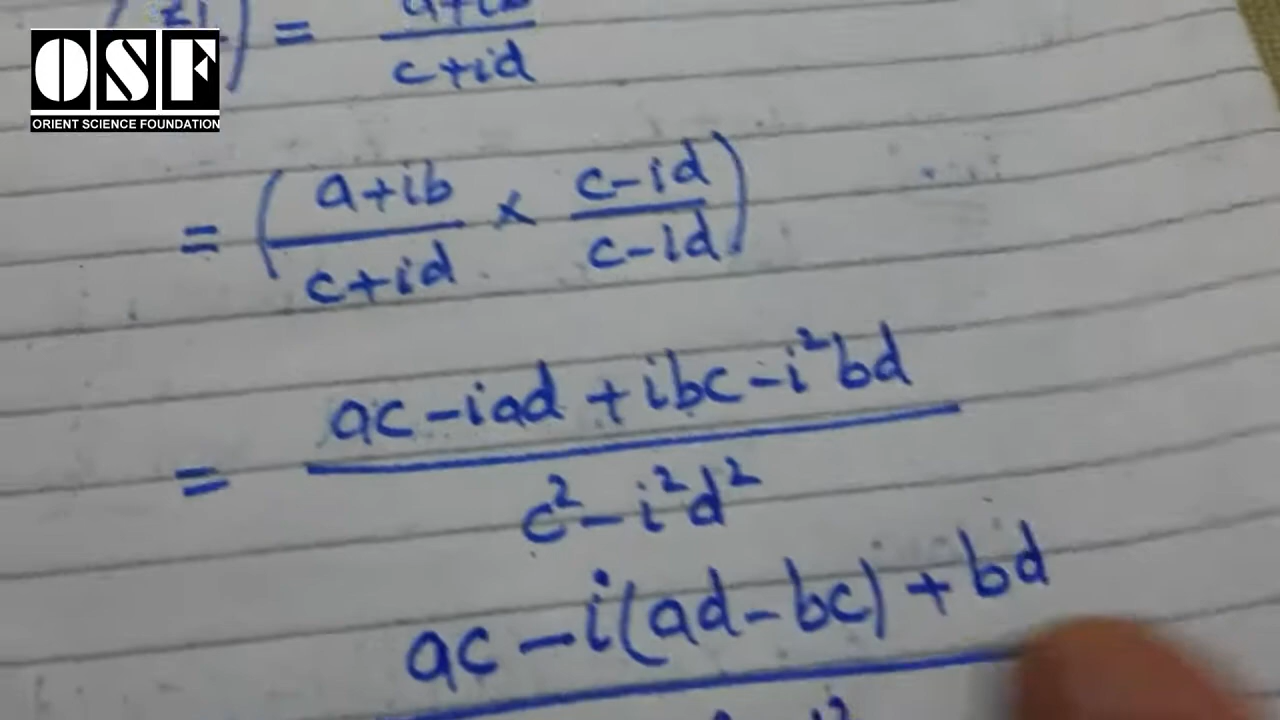 OSF
ORIENT SCIENCE FOUNDATION
z1) = a+ib
c+id
= (a+ib × c-id)
c+id c-id
= ac-iad+ibc-i²bd
c²-i²d²
ac-i(ad-bc)+bd